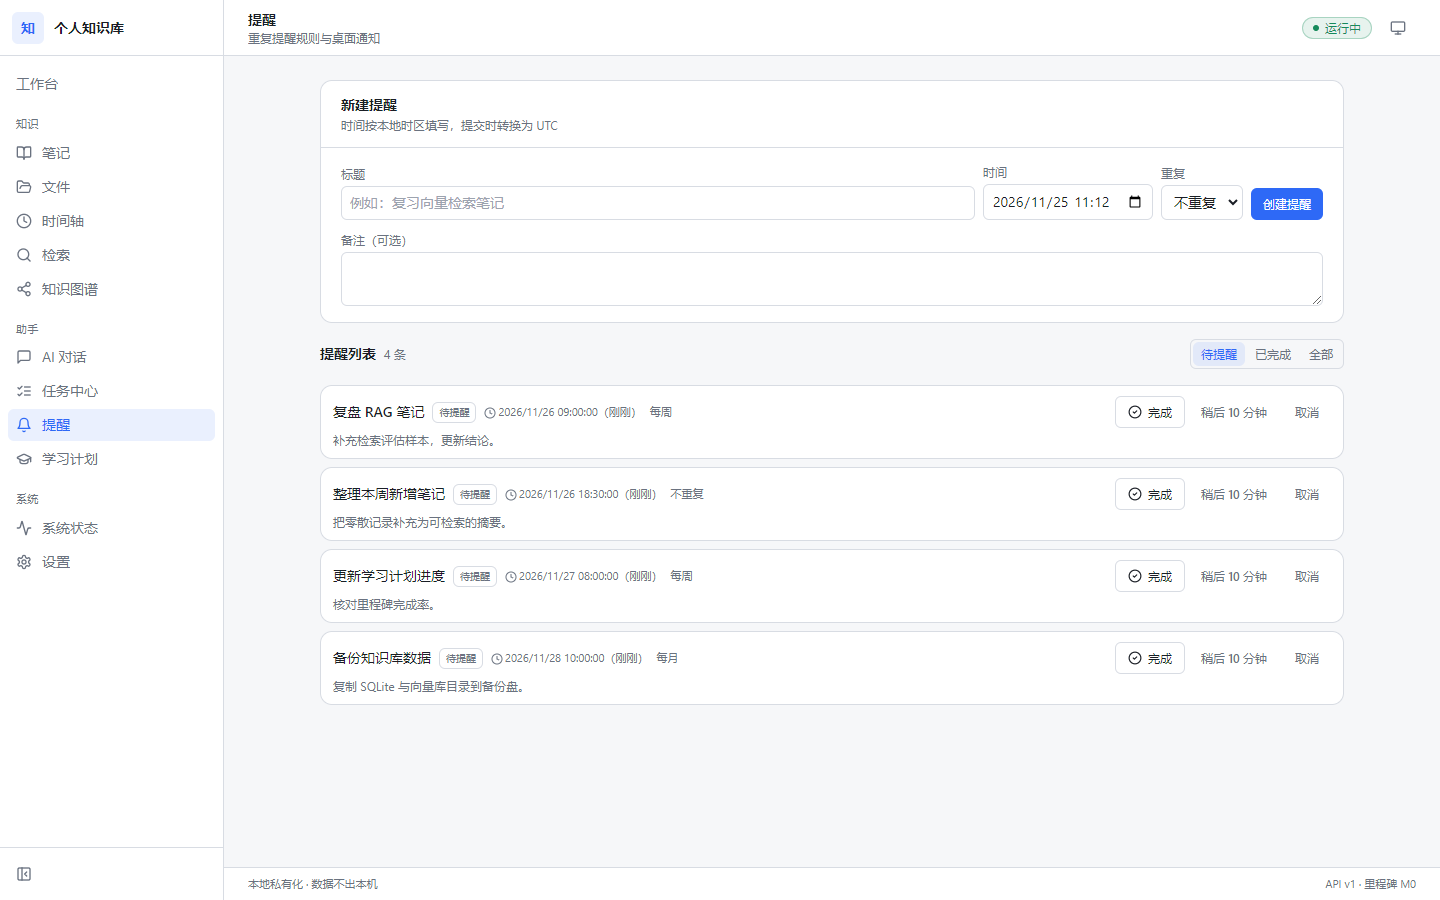 知 个人知识库
工作台
知识
笔记
文件
时间轴
检索
知识图谱
助手
AI 对话
任务中心
提醒
学习计划
系统
系统状态
设置
提醒
重复提醒规则与桌面通知
运行中
新建提醒
时间按本地时区填写，提交时转换为 UTC
标题
例如：复习向量检索笔记
时间
2026/11/25 11:12
重复
不重复
创建提醒
备注（可选）
提醒列表 4 条
待提醒 已完成 全部
复盘 RAG 笔记 待提醒 2026/11/26 09:00:00（刚刚） 每周 完成 稍后 10 分钟 取消
补充检索评估样本，更新结论。
整理本周新增笔记 待提醒 2026/11/26 18:30:00（刚刚） 不重复 完成 稍后 10 分钟 取消
把零散记录补充为可检索的摘要。
更新学习计划进度 待提醒 2026/11/27 08:00:00（刚刚） 每周 完成 稍后 10 分钟 取消
核对里程碑完成率。
备份知识库数据 待提醒 2026/11/28 10:00:00（刚刚） 每月 完成 稍后 10 分钟 取消
复制 SQLite 与向量库目录到备份盘。
本地私有化 · 数据不出本机
API v1 · 里程碑 M0